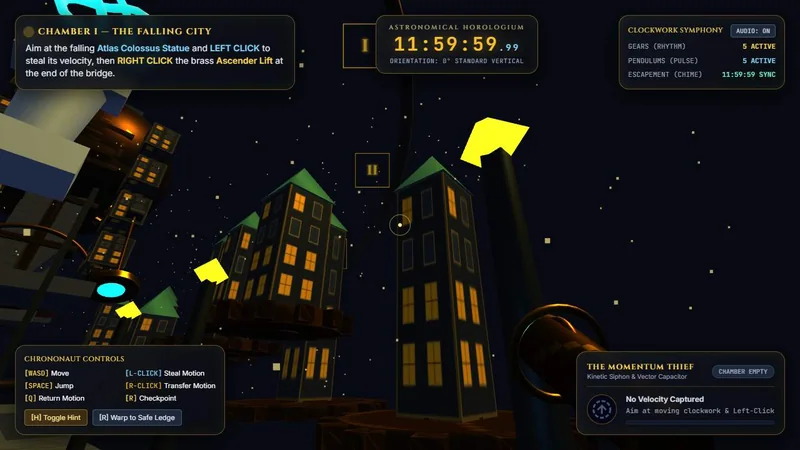 CHAMBER I — THE FALLING CITY
Aim at the falling Atlas Colossus Statue and LEFT CLICK to
steal its velocity, then RIGHT CLICK the brass Ascender Lift at
the end of the bridge.
I
ASTRONOMICAL HOROLOGIUM
11:59:59.99
ORIENTATION: 0° STANDARD VERTICAL
CLOCKWORK SYMPHONY
AUDIO: ON
GEARS (RHYTHM) 5 ACTIVE
PENDULUMS (PULSE) 5 ACTIVE
ESCAPEMENT (CHIME) 11:59:59 SYNC
II
CHRONONAUT CONTROLS
[WASD] Move [L-CLICK] Steal Motion
[SPACE] Jump [R-CLICK] Transfer Motion
[Q] Return Motion [R] Checkpoint
[H] Toggle Hint [R] Warp to Safe Ledge
THE MOMENTUM THIEF
Kinetic Siphon & Vector Capacitor
CHAMBER EMPTY
No Velocity Captured
Aim at moving clockwork & Left-Click